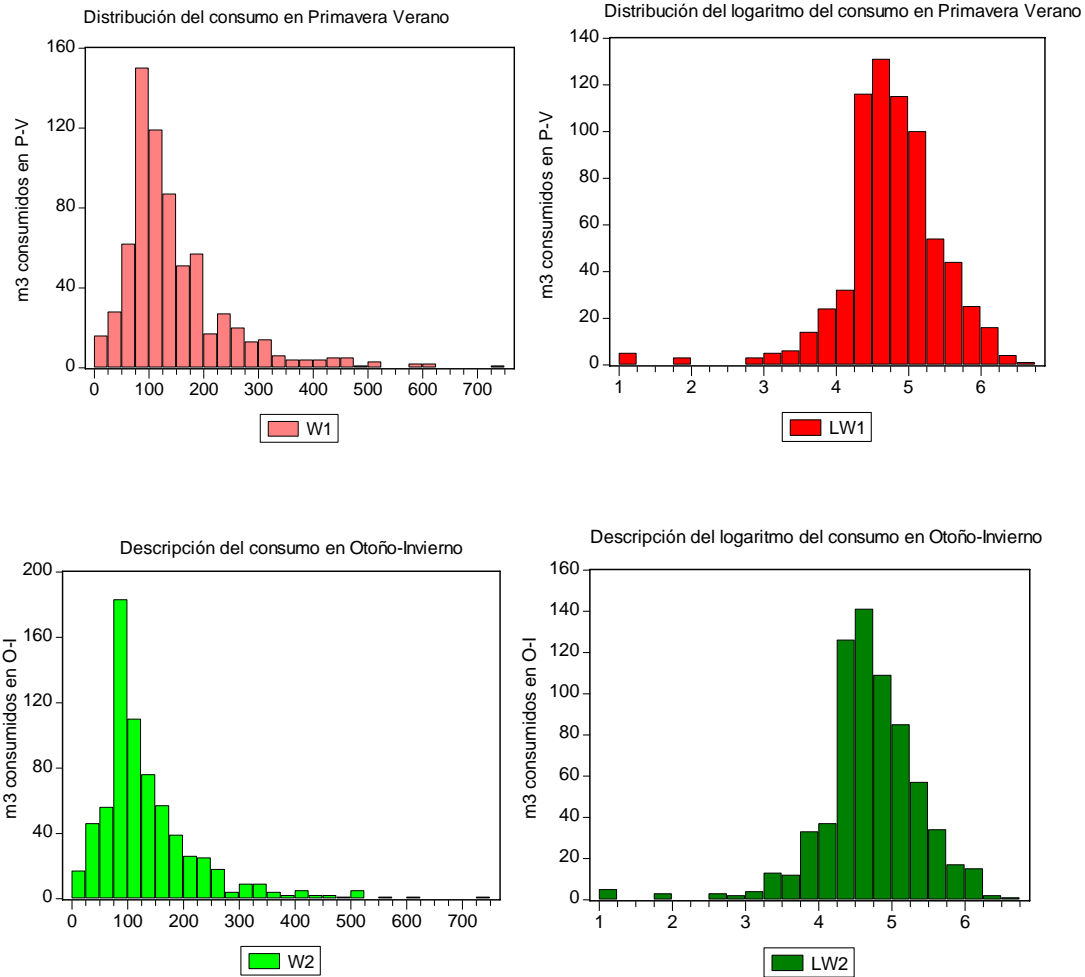 Distribución del consumo en Primavera Verano
160
120
80
40
0
m3 consumidos en P-V
0 100 200 300 400 500 600 700
W1
Distribución del logaritmo del consumo en Primavera Verano
140
120
100
80
60
40
20
0
m3 consumidos en P-V
1 2 3 4 5 6
LW1
Descripción del consumo en Otoño-Invierno
200
160
120
80
40
0
m3 consumidos en O-I
0 100 200 300 400 500 600 700
W2
Descripción del logaritmo del consumo en Otoño-Invierno
160
140
120
100
80
60
40
20
0
m3 consumidos en O-I
1 2 3 4 5 6
LW2